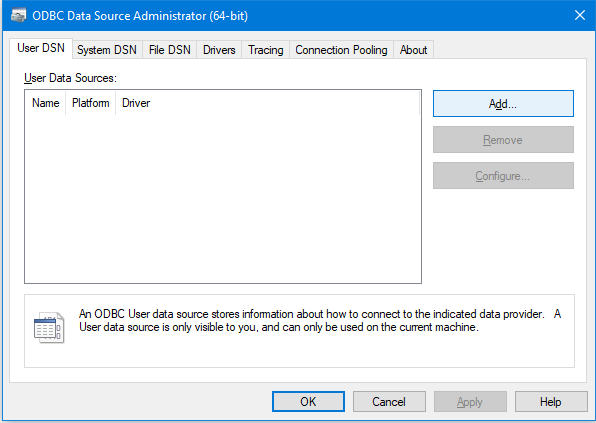 ODBC Data Source Administrator (64-bit)
User DSN System DSN File DSN Drivers Tracing Connection Pooling About
User Data Sources:
Name Platform Driver
Add...
Remove
Configure...
An ODBC User data source stores information about how to connect to the indicated data provider. A
User data source is only visible to you, and can only be used on the current machine.
OK Cancel Apply Help